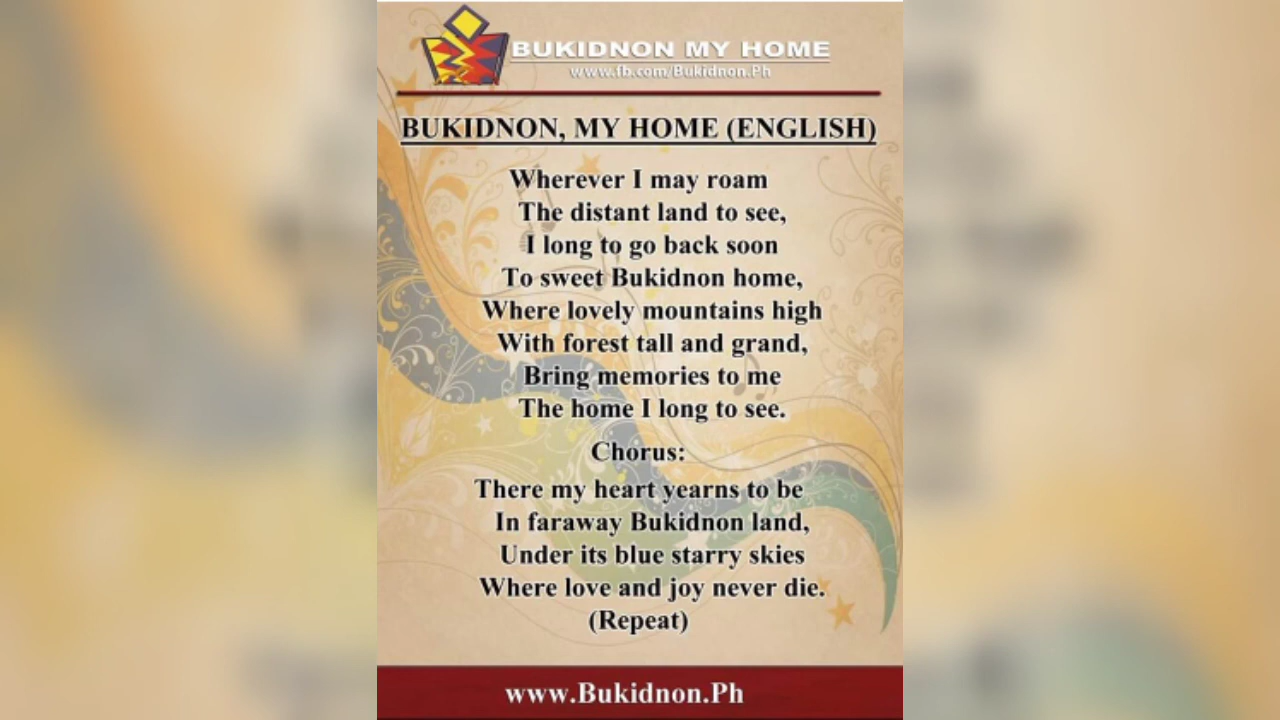 BUKIDNON MY HOME
www.fb.com/Bukidnon.Ph
BUKIDNON, MY HOME (ENGLISH)
Wherever I may roam
The distant land to see,
I long to go back soon
To sweet Bukidnon home,
Where lovely mountains high
With forest tall and grand,
Bring memories to me
The home I long to see.
Chorus:
There my heart yearns to be
In faraway Bukidnon land,
Under its blue starry skies
Where love and joy never die.
(Repeat)
www.Bukidnon.Ph